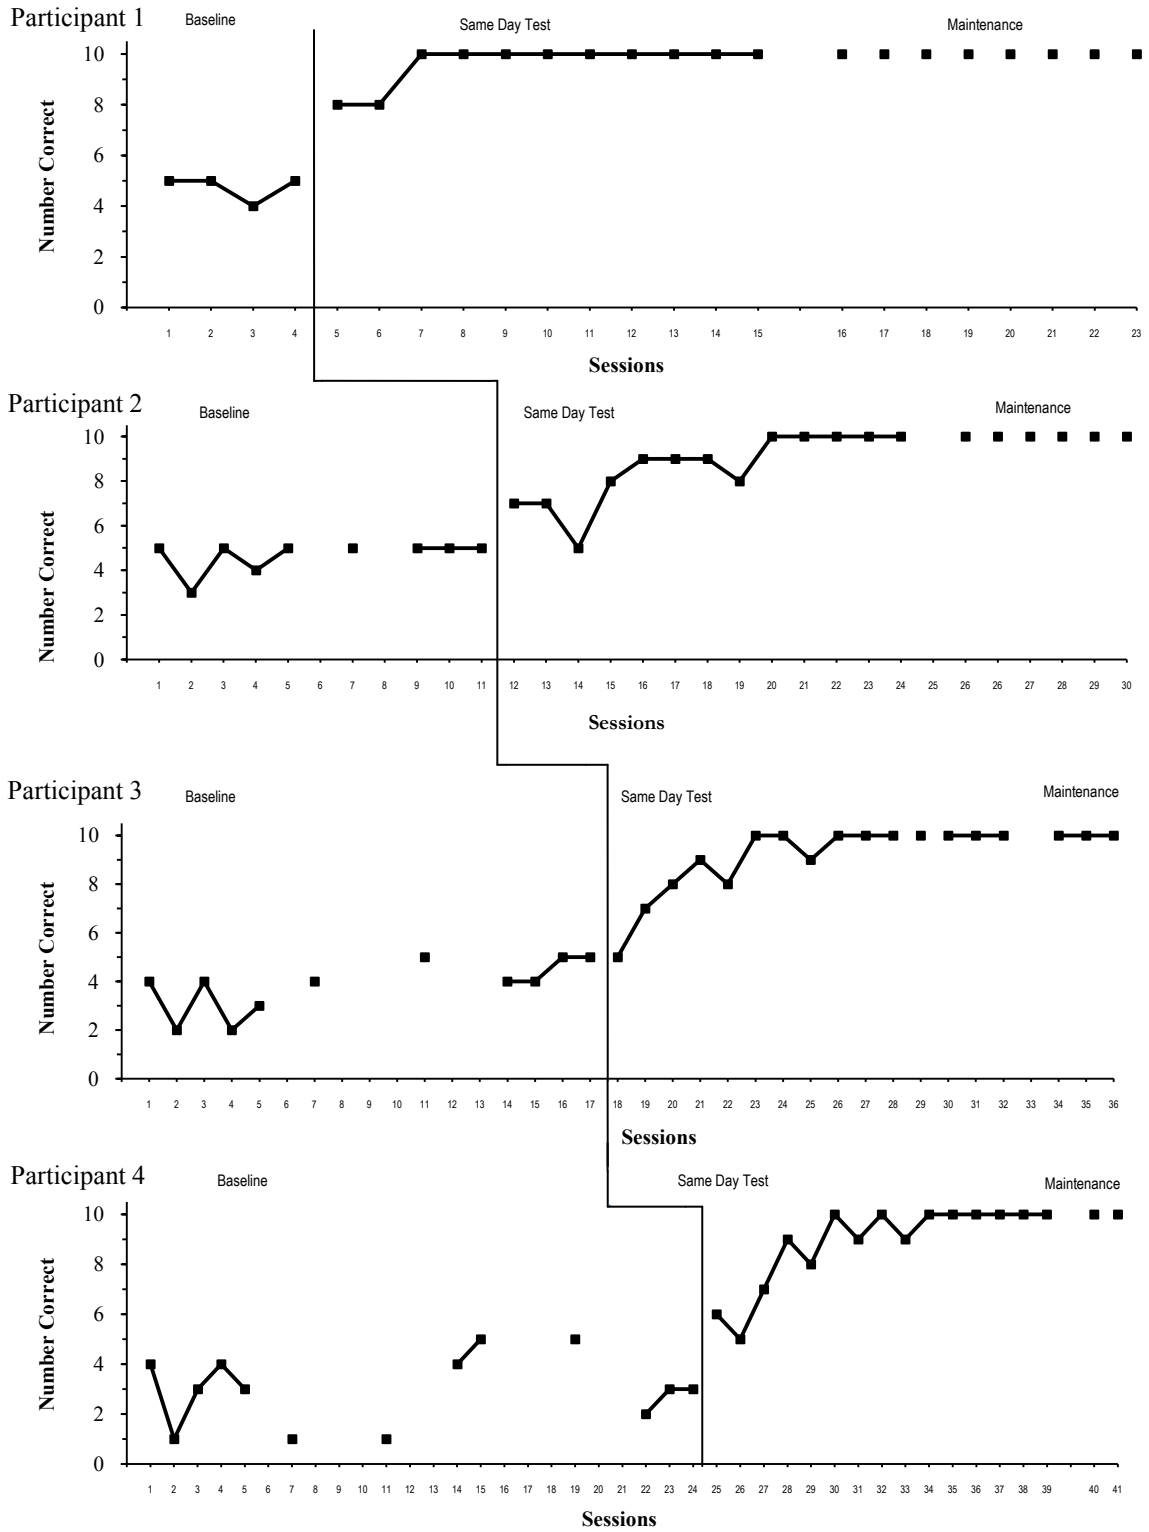 Participant 1
Baseline
Same Day Test
Maintenance
Number Correct
10
8
6
4
2
0
1 2 3 4 5 6 7 8 9 10 11 12 13 14 15 16 17 18 19 20 21 22 23
Sessions
Participant 2
Baseline
Same Day Test
Maintenance
Number Correct
10
8
6
4
2
0
1 2 3 4 5 6 7 8 9 10 11 12 13 14 15 16 17 18 19 20 21 22 23 24 25 26 26 27 28 29 30
Sessions
Participant 3
Baseline
Same Day Test
Maintenance
Number Correct
10
8
6
4
2
0
1 2 3 4 5 6 7 8 9 10 11 12 13 14 15 16 17 18 19 20 21 22 23 24 25 26 27 28 29 30 31 32 33 34 35 36
Sessions
Participant 4
Baseline
Same Day Test
Maintenance
Number Correct
10
8
6
4
2
0
1 2 3 4 5 6 7 8 9 10 11 12 13 14 15 16 17 18 19 20 21 22 23 24 25 26 27 28 29 30 31 32 33 34 35 36 37 38 39 40 41
Sessions